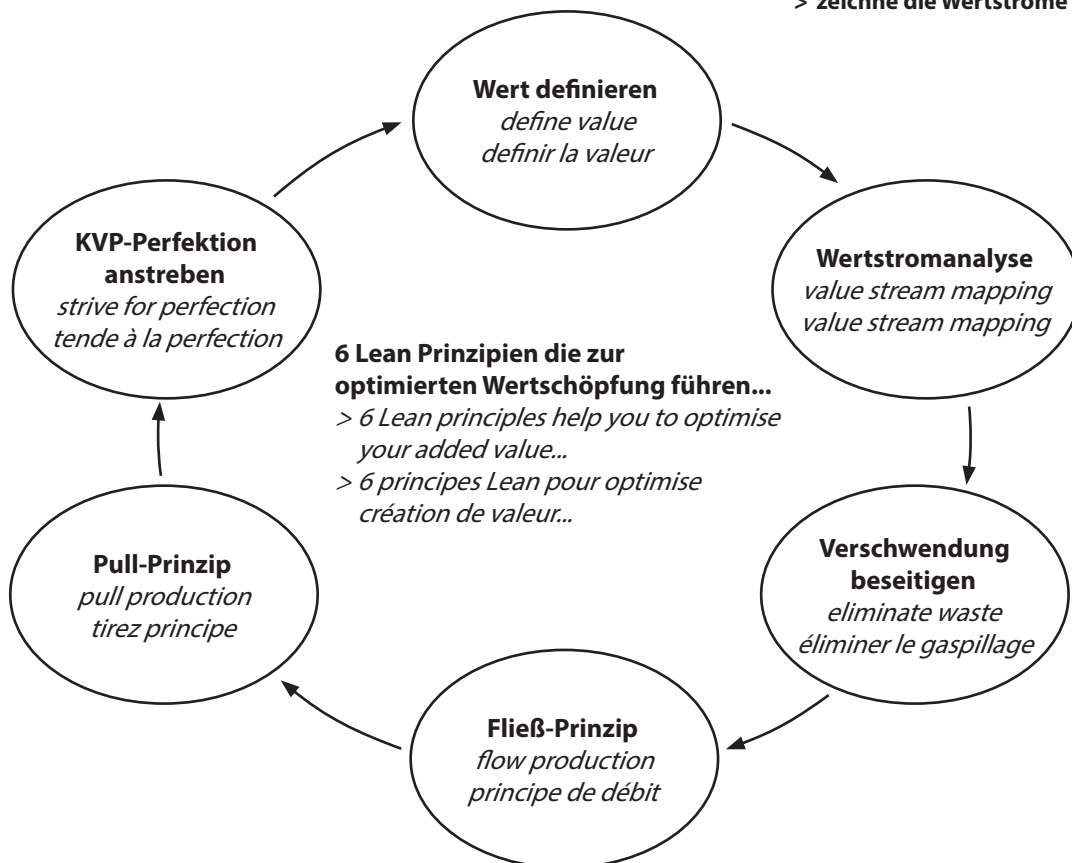 > zeichne die Wertströme
Wert definieren
define value
definir la valeur
Wertstromanalyse
value stream mapping
value stream mapping
Verschwendung
beseitigen
eliminate waste
éliminer le gaspillage
Fließ-Prinzip
flow production
principe de débit
Pull-Prinzip
pull production
tirez principe
KVP-Perfektion
anstreben
strive for perfection
tende à la perfection
6 Lean Prinzipien die zur
optimierten Wertschöpfung führen...
> 6 Lean principles help you to optimise
your added value...
> 6 principes Lean pour optimise
création de valeur...